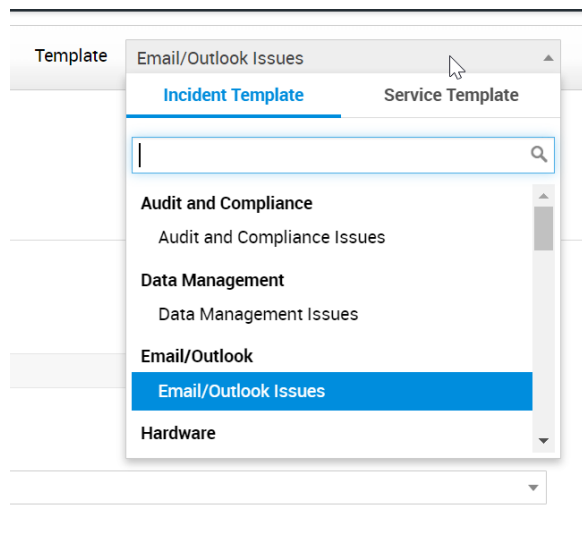 Template Email/Outlook Issues
Incident Template Service Template
Audit and Compliance
Audit and Compliance Issues
Data Management
Data Management Issues
Email/Outlook
Email/Outlook Issues
Hardware